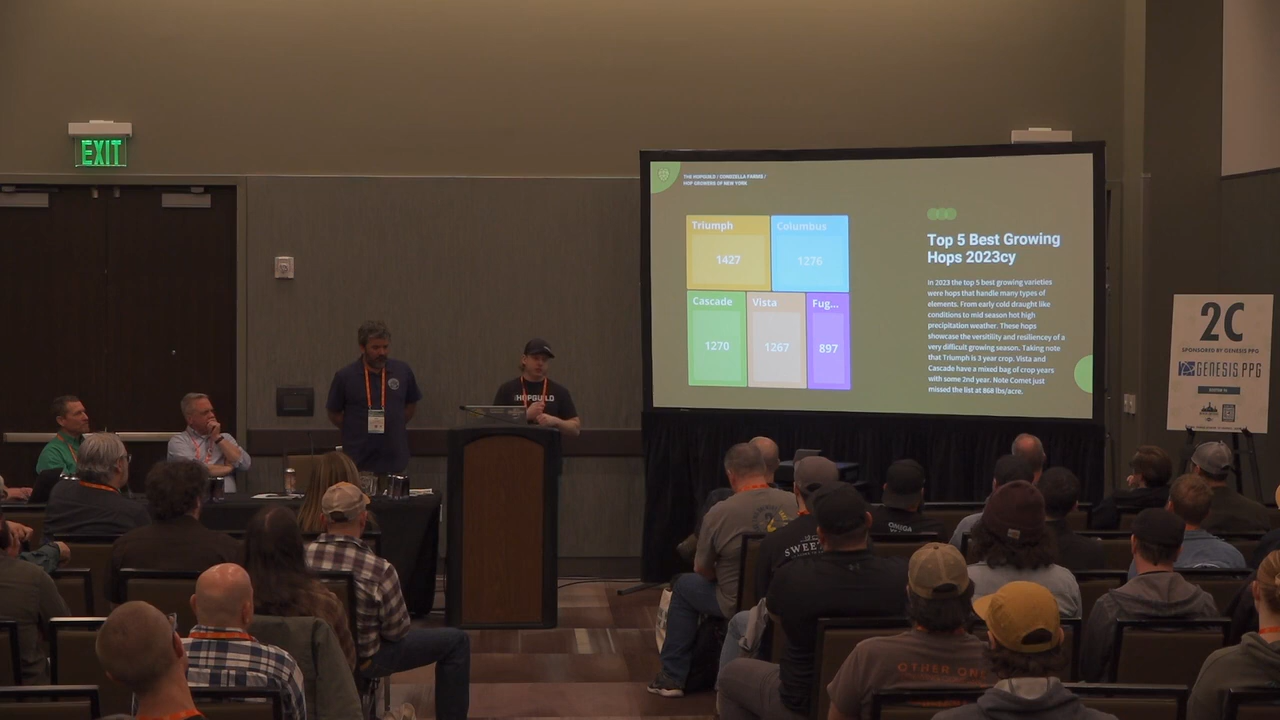 EXIT
THE HOPGUILD / CONDZELLA FARMS /
HOP GROWERS OF NEW YORK
Triumph
1427
Columbus
1276
Cascade
1270
Vista
1267
Fug...
897
Top 5 Best Growing
Hops 2023cy
In 2023 the top 5 best growing varieties
were hops that handle many types of
elements. From early cold draught like
conditions to mid season hot high
precipitation weather. These hops
showcase the verstility and resiliencey of a
very difficult growing season. Taking note
that Triumph is 3 year crop. Vista and
Cascade have a mixed bag of crop years
with some 2nd year. Note Comet just
missed the list at 868 lbs/acre.
HOPGUILD
2C
SPONSORED BY GENESIS PPG
GENESIS PPG
OMEGA
SWEE
OTHER ONE